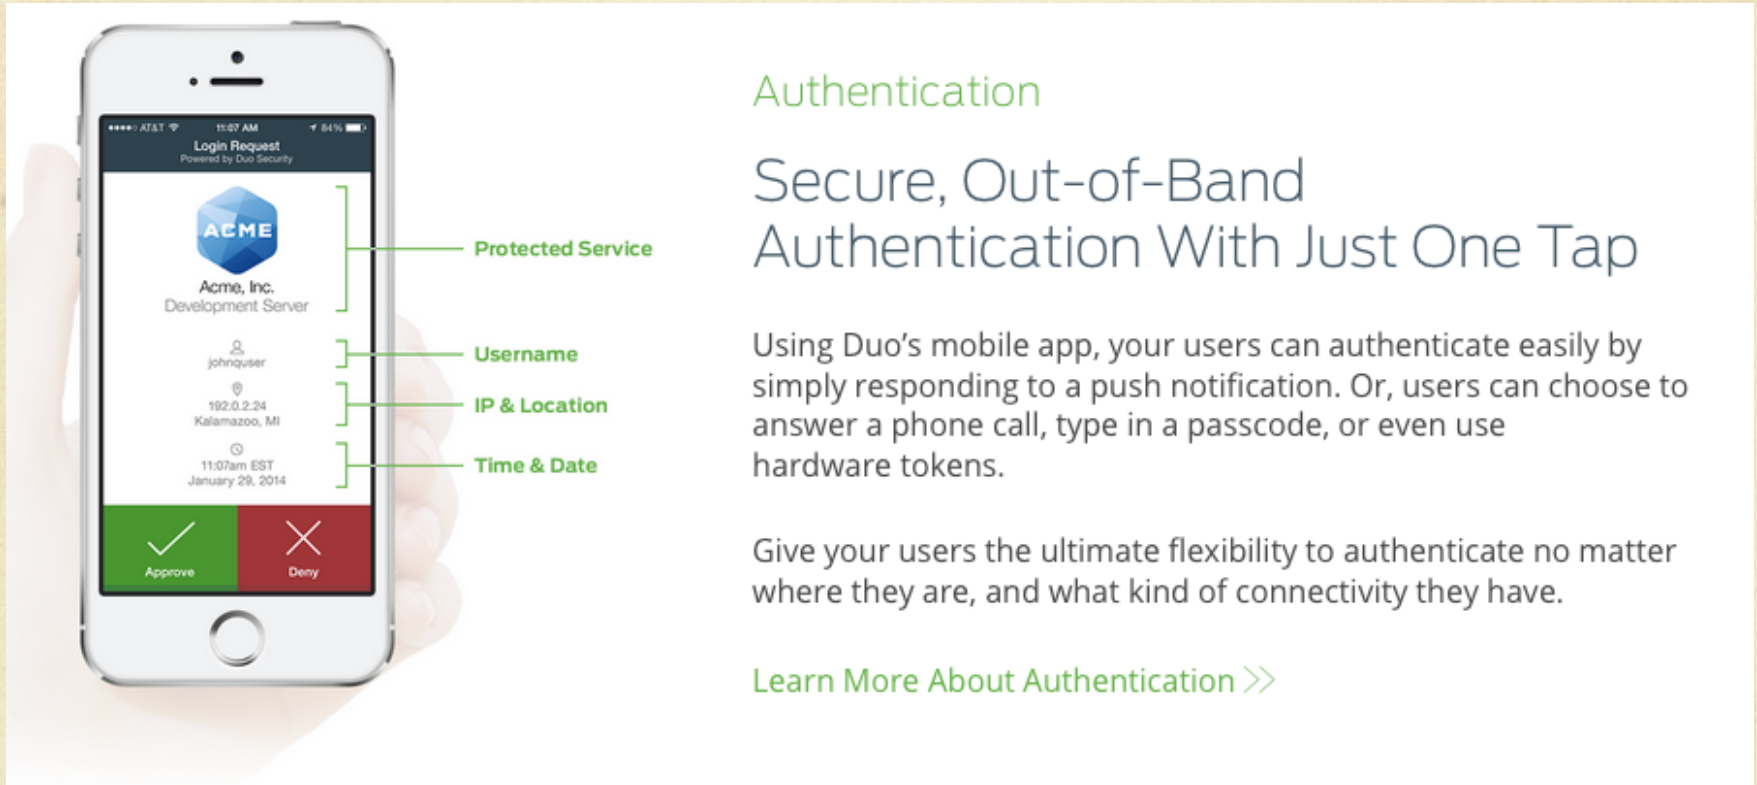 AT&T 11:07 AM 84%
Login Request
Powered by Duo Security
ACME
Acme, Inc.
Development Server
johnquser
192.0.2.24
Kalamazoo, MI
11:07am EST
January 29, 2014
Approve Deny
Protected Service
Username
IP & Location
Time & Date
Authentication
Secure, Out-of-Band
Authentication With Just One Tap
Using Duo’s mobile app, your users can authenticate easily by
simply responding to a push notification. Or, users can choose to
answer a phone call, type in a passcode, or even use
hardware tokens.
Give your users the ultimate flexibility to authenticate no matter
where they are, and what kind of connectivity they have.
Learn More About Authentication >>